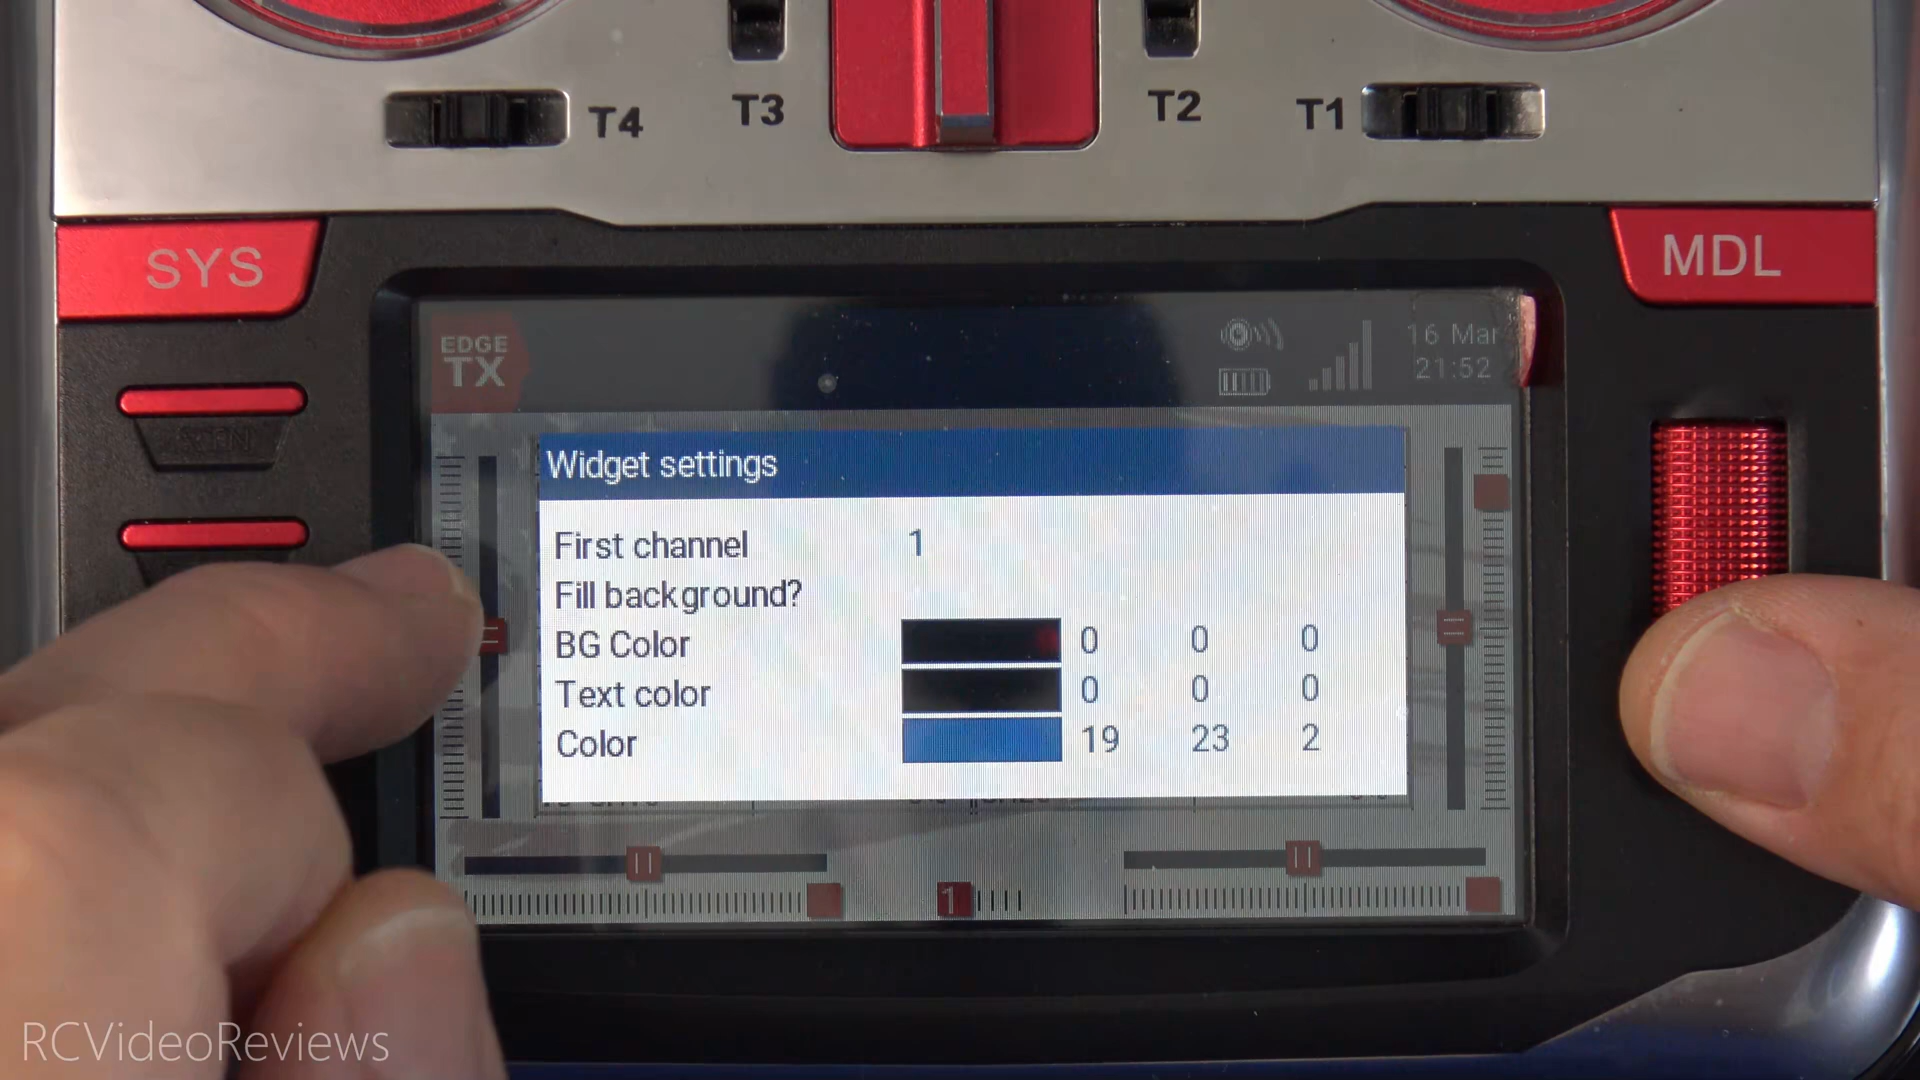 T4
T3
T2
T1
SYS
MDL
EDGE
TX
16 Mar
21:52
Widget settings
First channel 1
Fill background?
BG Color 0 0 0
Text color 0 0 0
Color 19 23 2
1
RCVideoReviews